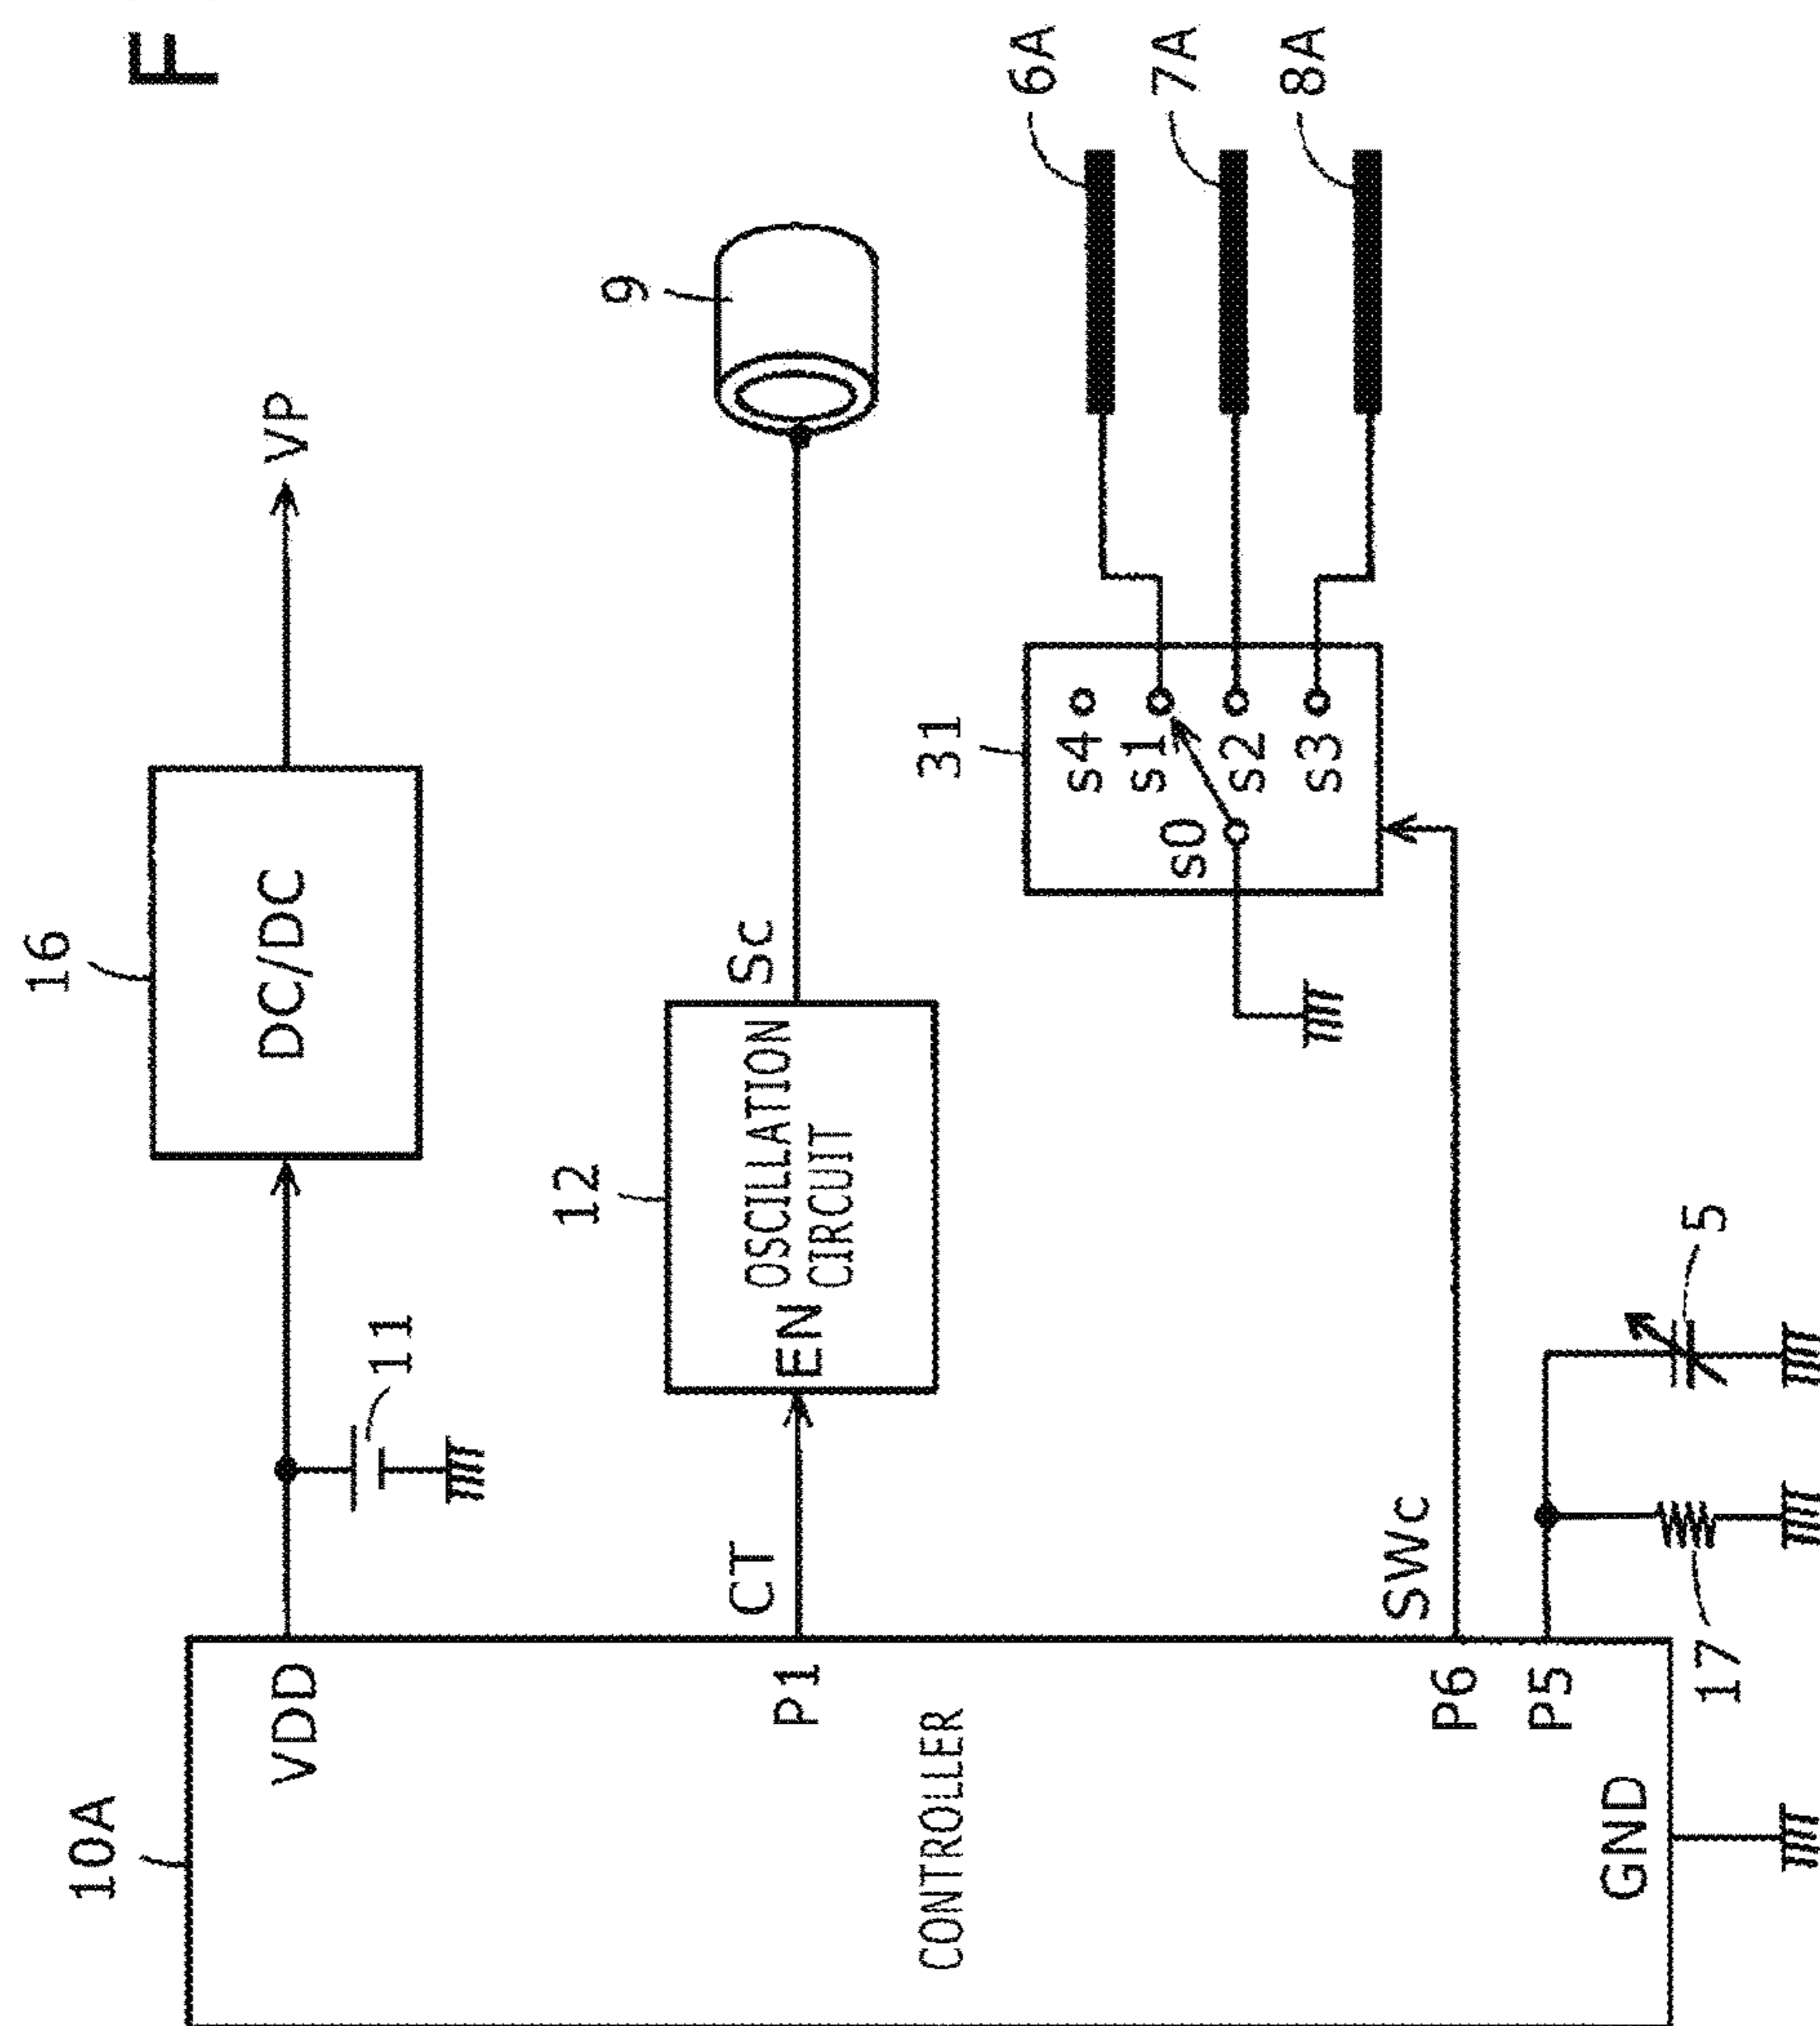 F
10A
VDD
P1
P6
P5
GND
CONTROLLER
11
16
DC/DC
VP
CT
12
EN
OSCILLATION
CIRCUIT
Sc
9
SWc
31
s0
s4
s1
s2
s3
6A
7A
8A
17
5